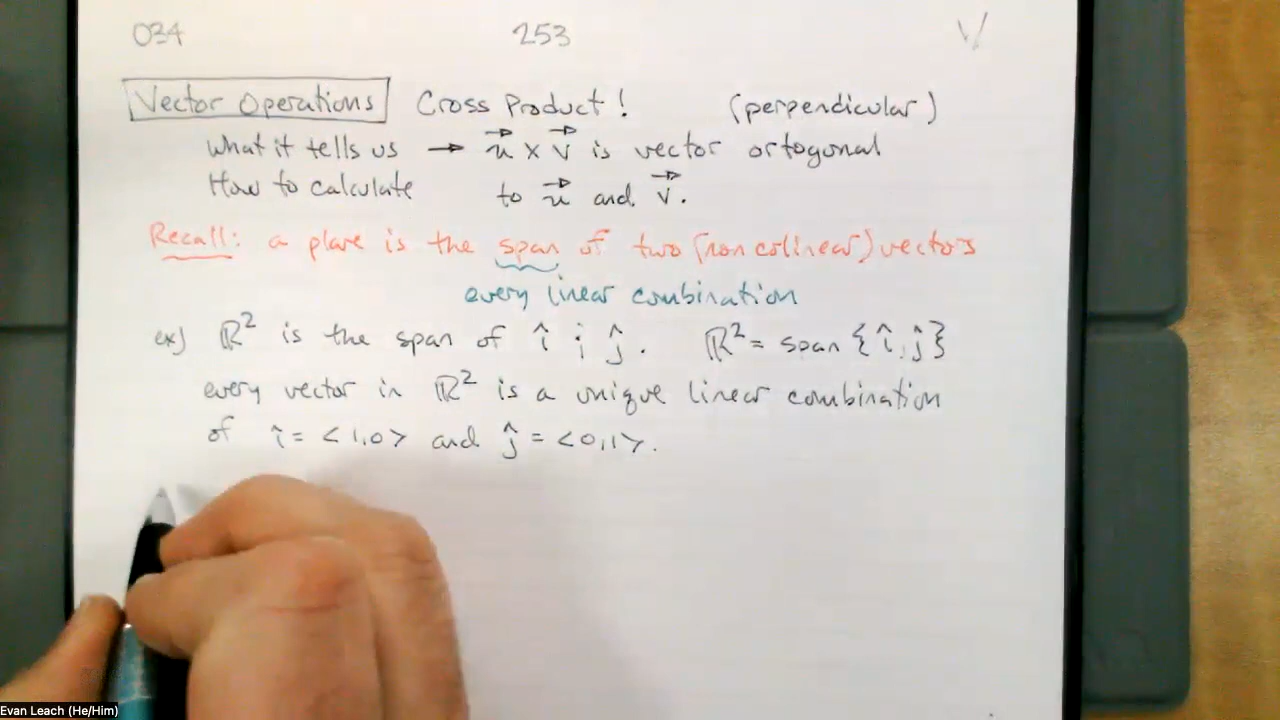 034 253 V/
Vector Operations Cross Product! (perpendicular)
What it tells us → u⃗ × v⃗ is vector ortogonal
How to calculate to u⃗ and v⃗.
Recall: a plane is the span of two (non colinear) vectors
every linear combination
ex) ℝ² is the span of î ; ĵ. ℝ² = span {î, ĵ}
every vector in ℝ² is a unique linear combination
of î = <1,0> and ĵ = <0,1>.
Evan Leach (He/Him)